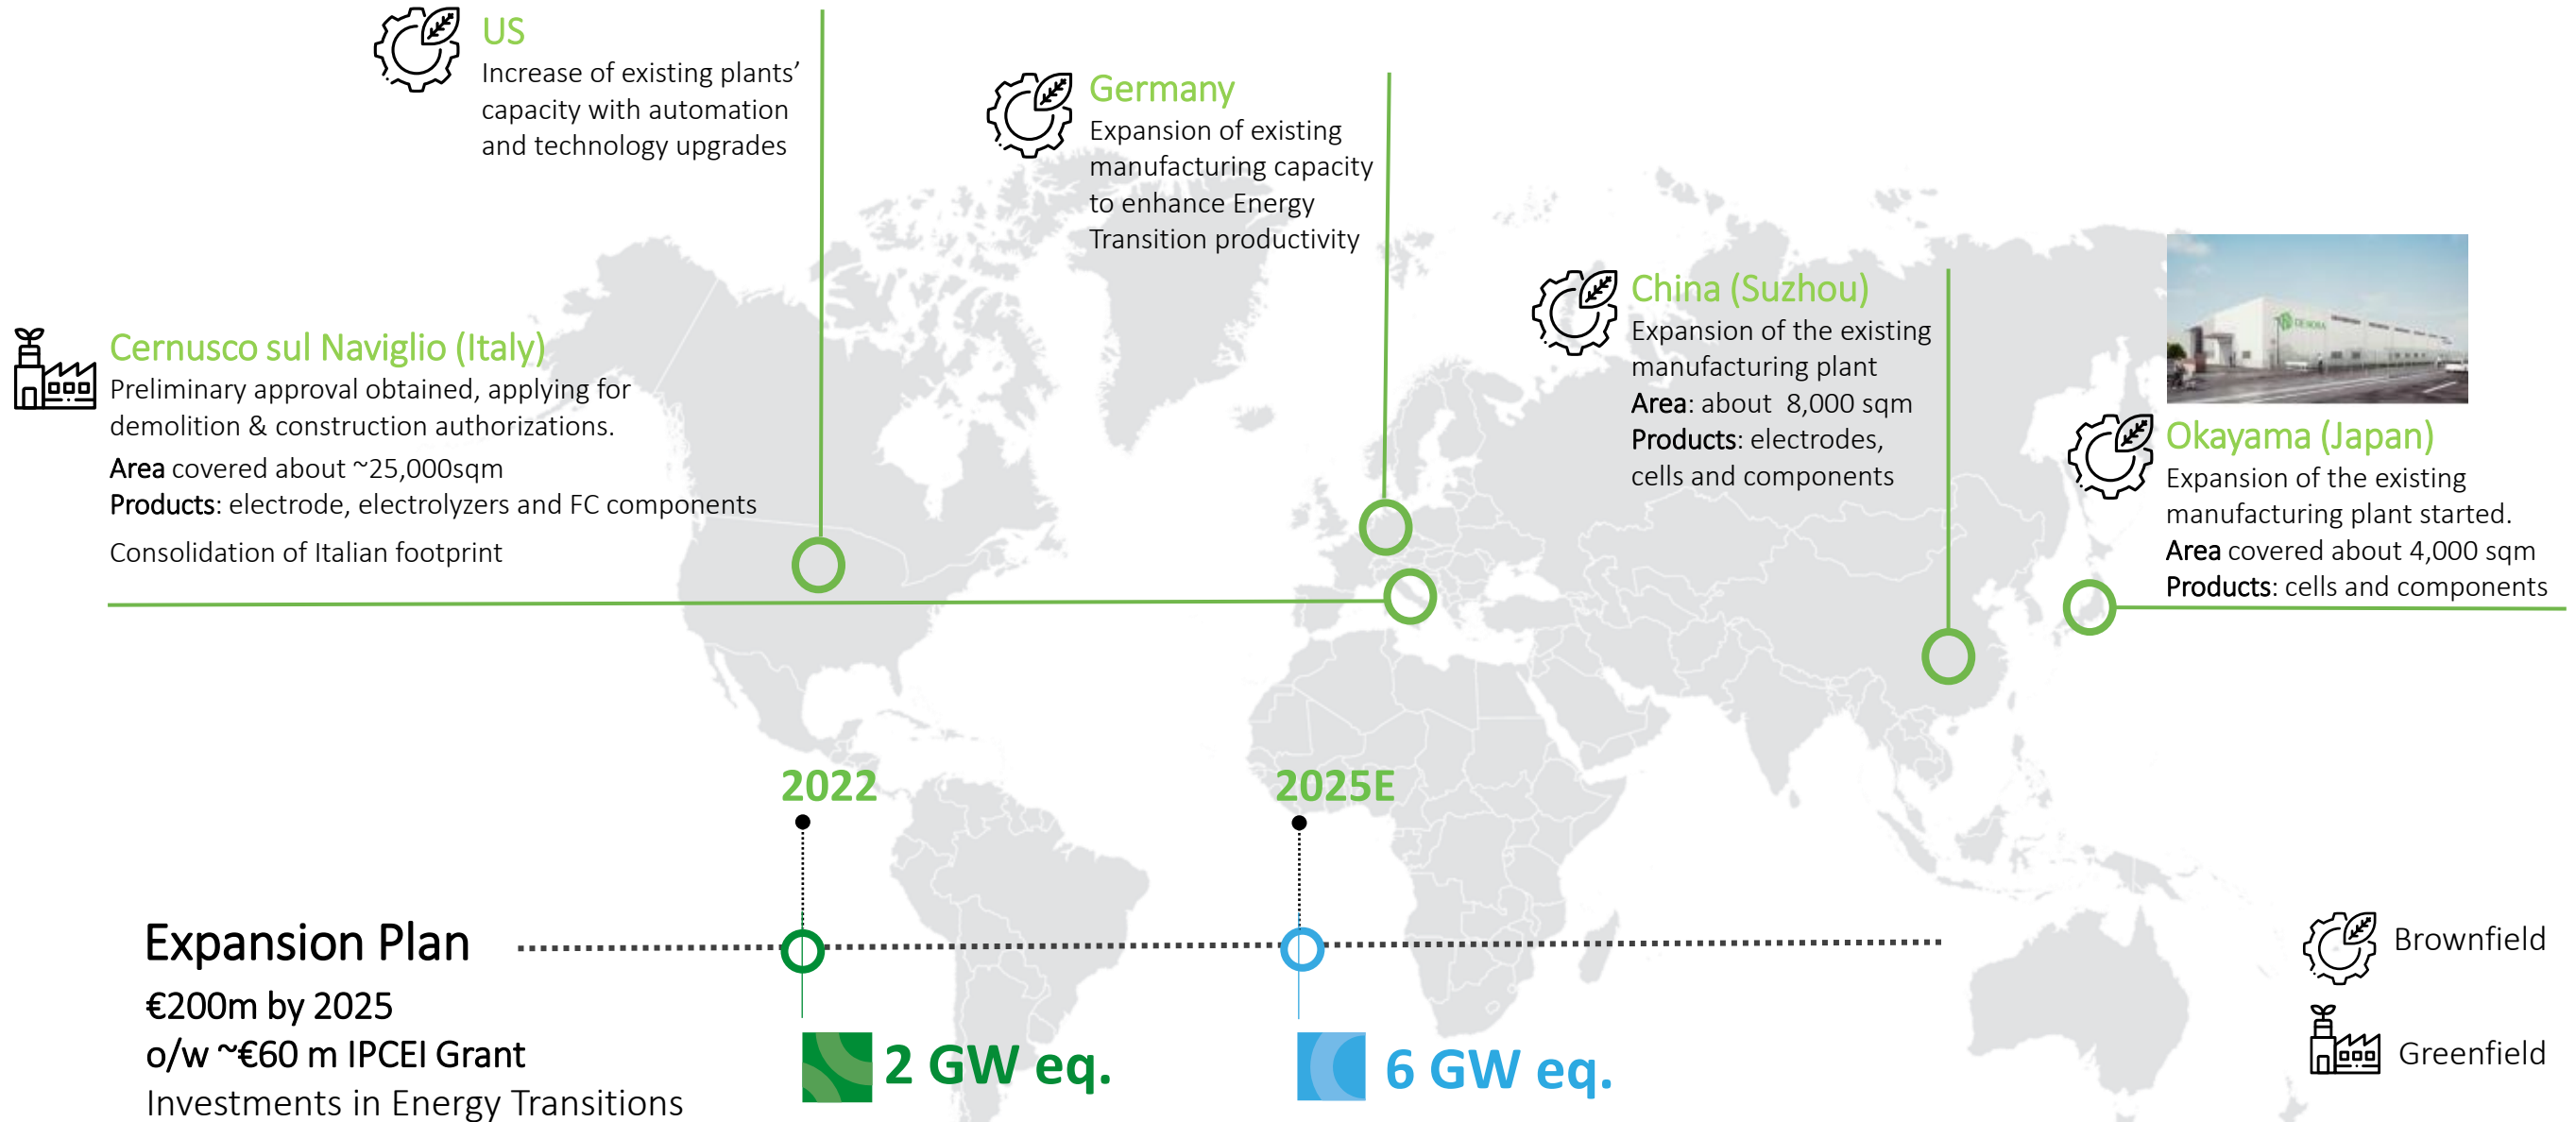 US
Increase of existing plants’
capacity with automation
and technology upgrades
Germany
Expansion of existing
manufacturing capacity
to enhance Energy
Transition productivity
Cernusco sul Naviglio (Italy)
Preliminary approval obtained, applying for
demolition & construction authorizations.
Area covered about ~25,000sqm
Products: electrode, electrolyzers and FC components
Consolidation of Italian footprint
China (Suzhou)
Expansion of the existing
manufacturing plant
Area: about 8,000 sqm
Products: electrodes,
cells and components
DE NORA
Okayama (Japan)
Expansion of the existing
manufacturing plant started.
Area covered about 4,000 sqm
Products: cells and components
2022
2025E
Expansion Plan
€200m by 2025
o/w ~€60 m IPCEI Grant
Investments in Energy Transitions
2 GW eq.
6 GW eq.
Brownfield
Greenfield